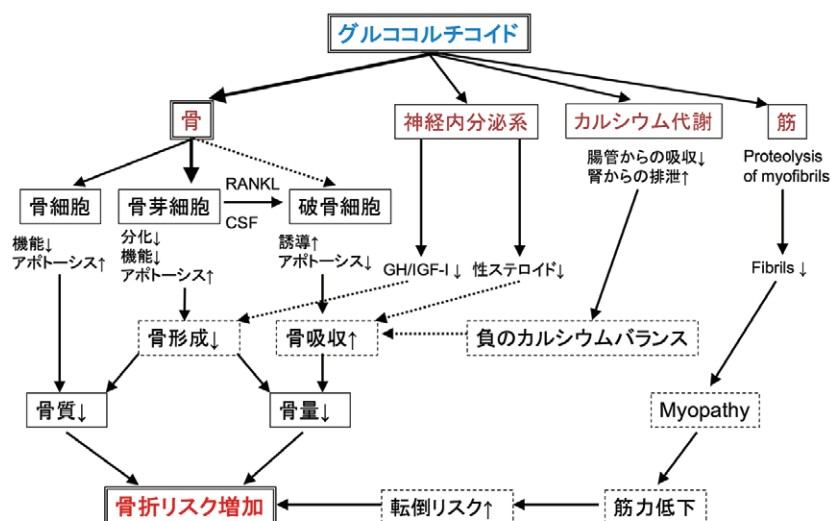 グルココルチコイド
骨
神経内分泌系
カルシウム代謝
筋
腸管からの吸収↓
腎からの排泄↑
Proteolysis
of myofibrils
骨細胞
骨芽細胞
RANKL
CSF
破骨細胞
機能↓
アポトーシス↑
分化↓
機能↓
アポトーシス↑
誘導↑
アポトーシス↓
GH/IGF-I ↓
性ステロイド↓
Fibrils ↓
骨形成↓
骨吸収↑
負のカルシウムバランス
骨質↓
骨量↓
Myopathy
骨折リスク増加
転倒リスク↑
筋力低下